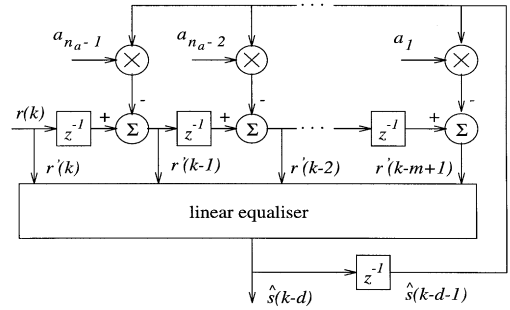 . . .
a_{n_a - 1} a_{n_a - 2} a_1
× × ×
- - -
r(k) z^{-1} + Σ z^{-1} + Σ . . . z^{-1} + Σ
r'(k) r'(k-1) r'(k-2) r'(k-m+1)
linear equaliser
z^{-1}
ŝ(k-d) ŝ(k-d-1)